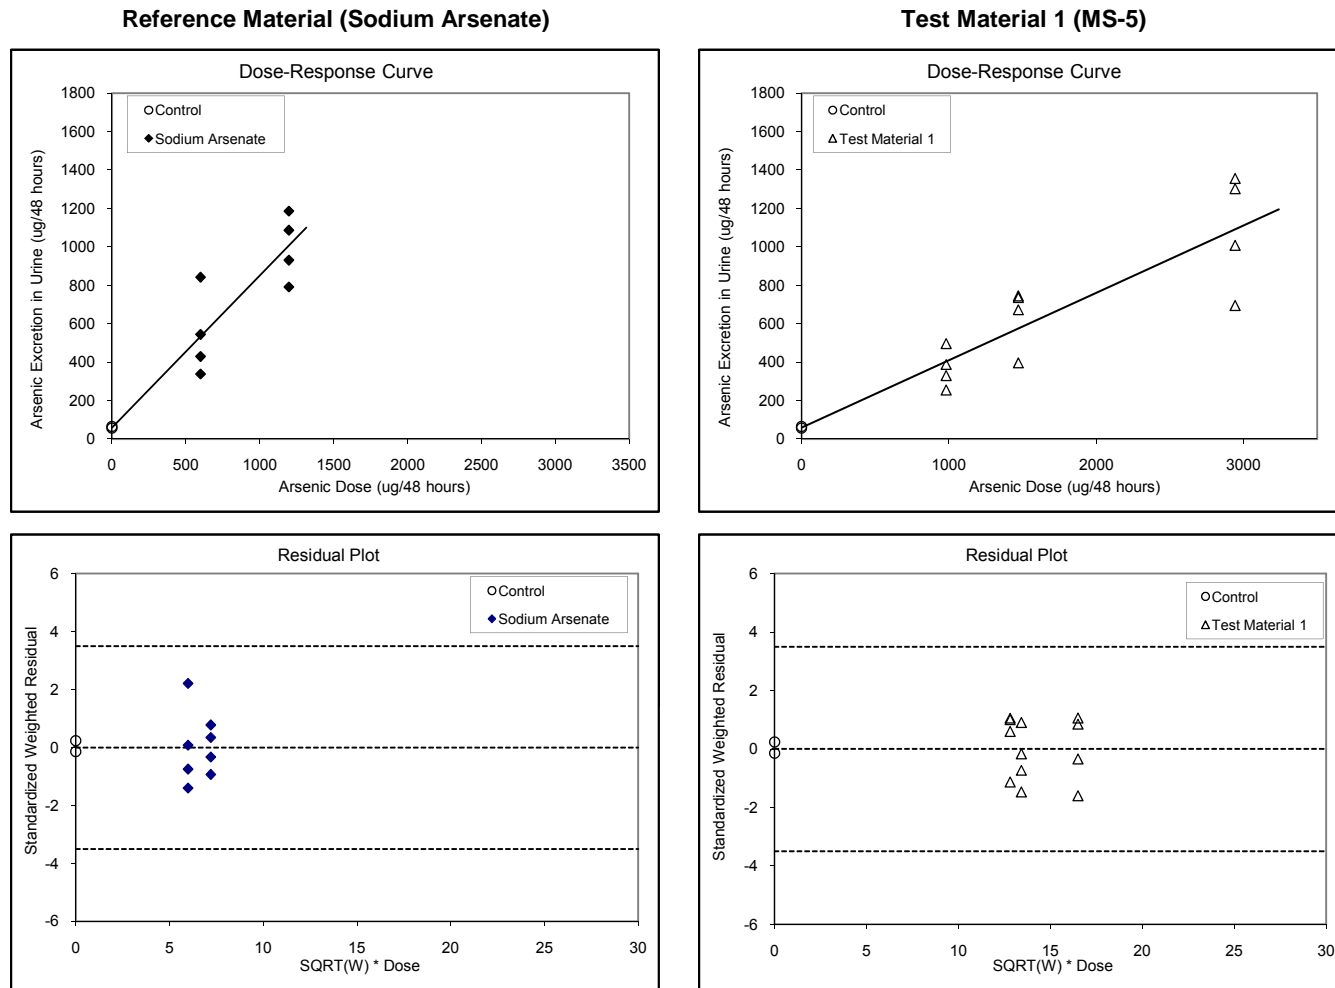 Reference Material (Sodium Arsenate)
Dose-Response Curve
Arsenic Excretion in Urine (ug/48 hours)
1800
1600
1400
1200
1000
800
600
400
200
0
Control
Sodium Arsenate
0 500 1000 1500 2000 2500 3000 3500
Arsenic Dose (ug/48 hours)
Test Material 1 (MS-5)
Dose-Response Curve
Arsenic Excretion in Urine (ug/48 hours)
1800
1600
1400
1200
1000
800
600
400
200
0
Control
Test Material 1
0 1000 2000 3000
Arsenic Dose (ug/48 hours)
Residual Plot
Standardized Weighted Residual
6
4
2
0
-2
-4
-6
Control
Sodium Arsenate
0 5 10 15 20 25 30
SQRT(W) * Dose
Residual Plot
Standardized Weighted Residual
6
4
2
0
-2
-4
-6
Control
Test Material 1
0 5 10 15 20 25 30
SQRT(W) * Dose